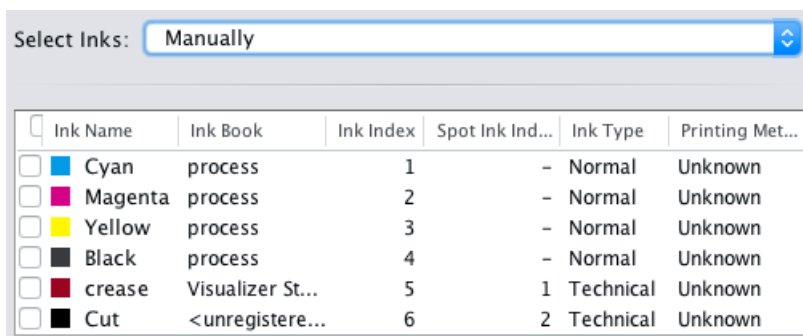 Select Inks: Manually
Ink Name Ink Book Ink Index Spot Ink Ind... Ink Type Printing Met...
Cyan process 1 – Normal Unknown
Magenta process 2 – Normal Unknown
Yellow process 3 – Normal Unknown
Black process 4 – Normal Unknown
crease Visualizer St... 5 1 Technical Unknown
Cut <unregistere... 6 2 Technical Unknown